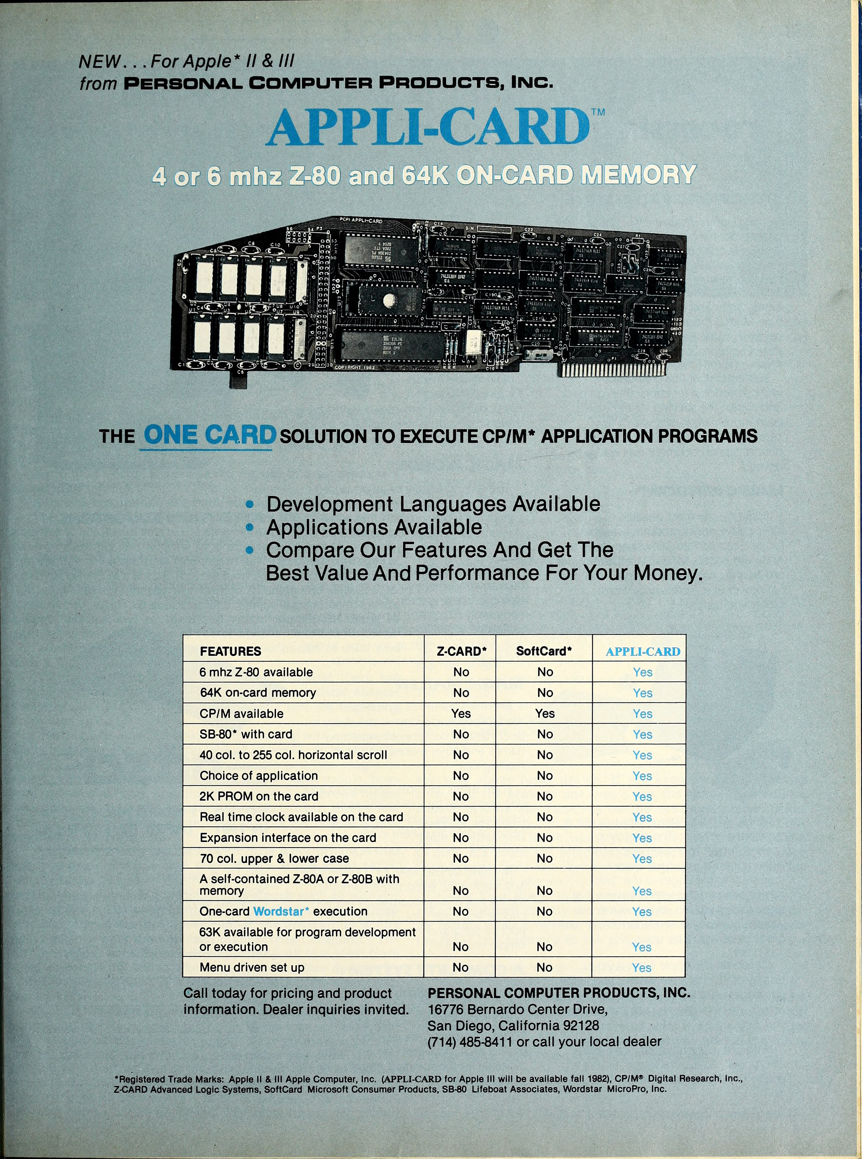 NEW. . . For Apple* II & III
from PERSONAL COMPUTER PRODUCTS, INC.
APPLI-CARD™
4 or 6 mhz Z-80 and 64K ON-CARD MEMORY
PCPI APPLI-CARD
COPYRIGHT 1982
THE ONE CARD SOLUTION TO EXECUTE CP/M* APPLICATION PROGRAMS
• Development Languages Available
• Applications Available
• Compare Our Features And Get The
Best Value And Performance For Your Money.
FEATURES Z-CARD* SoftCard* APPLI-CARD
6 mhz Z-80 available No No Yes
64K on-card memory No No Yes
CP/M available Yes Yes Yes
SB-80* with card No No Yes
40 col. to 255 col. horizontal scroll No No Yes
Choice of application No No Yes
2K PROM on the card No No Yes
Real time clock available on the card No No Yes
Expansion interface on the card No No Yes
70 col. upper & lower case No No Yes
A self-contained Z-80A or Z-80B with
memory No No Yes
One-card Wordstar* execution No No Yes
63K available for program development
or execution No No Yes
Menu driven set up No No Yes
Call today for pricing and product
information. Dealer inquiries invited.
PERSONAL COMPUTER PRODUCTS, INC.
16776 Bernardo Center Drive,
San Diego, California 92128
(714) 485-8411 or call your local dealer
*Registered Trade Marks: Apple II & III Apple Computer, Inc. (APPLI-CARD for Apple III will be available fall 1982), CP/M® Digital Research, Inc.,
Z-CARD Advanced Logic Systems, SoftCard Microsoft Consumer Products, SB-80 Lifeboat Associates, Wordstar MicroPro, Inc.